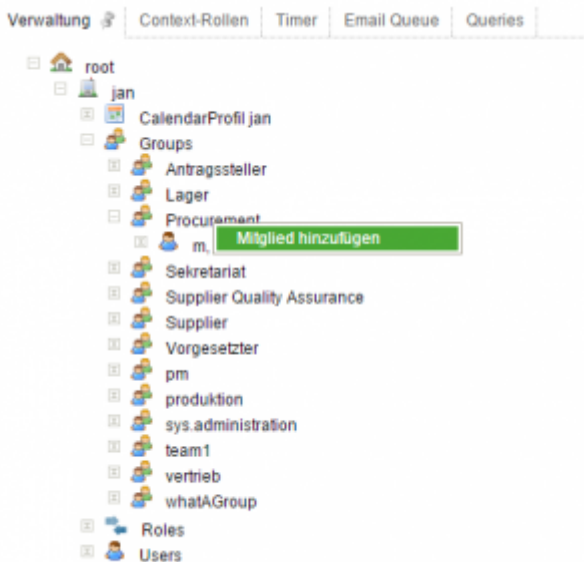 Verwaltung Context-Rollen Timer Email Queue Queries
root
jan
CalendarProfil jan
Groups
Antragssteller
Lager
Procurement
m, Mitglied hinzufügen
Sekretariat
Supplier Quality Assurance
Supplier
Vorgesetzter
pm
produktion
sys.administration
team1
vertrieb
whatAGroup
Roles
Users